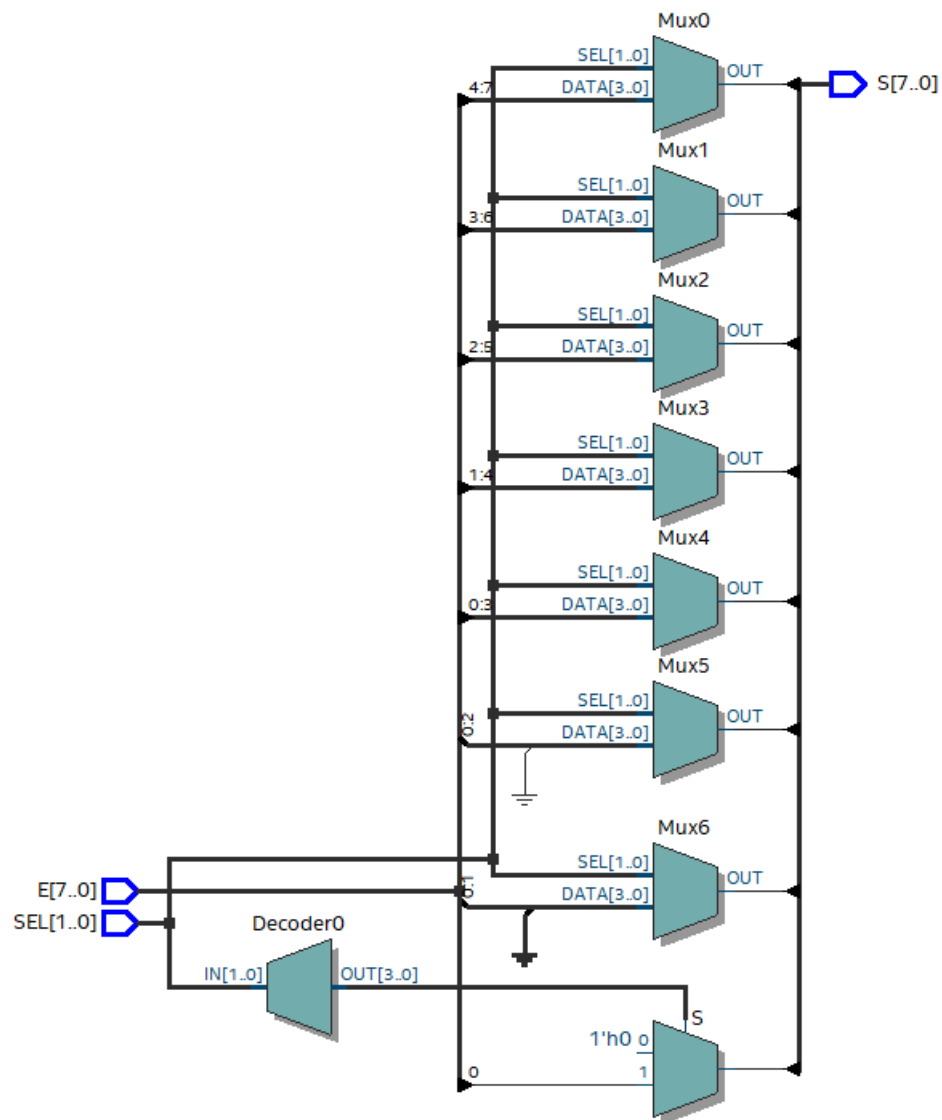 Mux0
SEL[1..0]
OUT
4:7
DATA[3..0]
S[7..0]
Mux1
SEL[1..0]
OUT
3:6
DATA[3..0]
Mux2
SEL[1..0]
OUT
2:5
DATA[3..0]
Mux3
SEL[1..0]
OUT
1:4
DATA[3..0]
Mux4
SEL[1..0]
OUT
0:3
DATA[3..0]
Mux5
SEL[1..0]
OUT
0:2
DATA[3..0]
Mux6
SEL[1..0]
OUT
0:1
DATA[3..0]
E[7..0]
SEL[1..0]
Decoder0
IN[1..0]
OUT[3..0]
S
1'h0 0
1
0